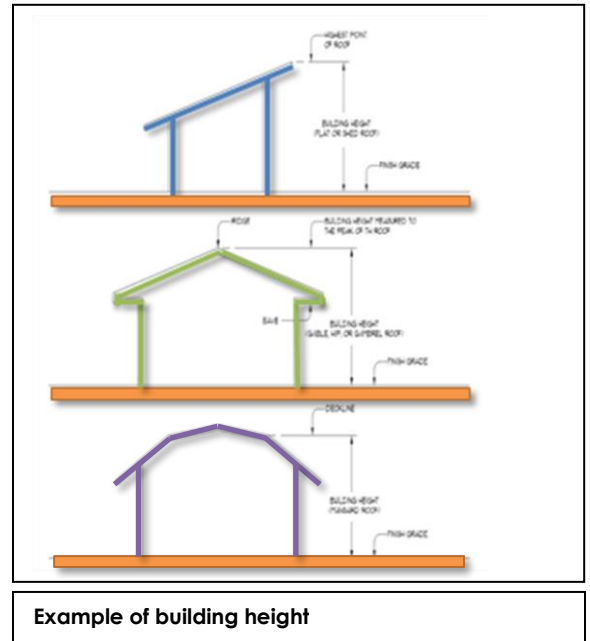 HIGHEST POINT
OF ROOF
BUILDING HEIGHT
(FLAT OR SHED ROOF)
FINISH GRADE
RIDGE
BUILDING HEIGHT MEASURED TO
THE PEAK OF TH ROOF
EAVE
BUILDING HEIGHT
(GABLE, HIP, OR GAMBREL ROOF)
FINISH GRADE
DECKLINE
BUILDING HEIGHT
(MANSARD ROOF)
FINISH GRADE
Example of building height